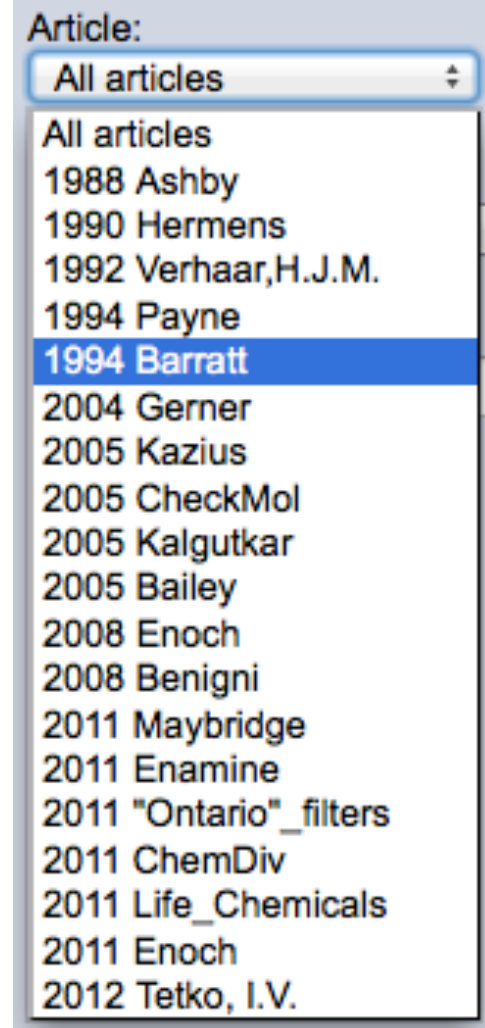 Article:
All articles
All articles
1988 Ashby
1990 Hermens
1992 Verhaar,H.J.M.
1994 Payne
1994 Barratt
2004 Gerner
2005 Kazius
2005 CheckMol
2005 Kalgutkar
2005 Bailey
2008 Enoch
2008 Benigni
2011 Maybridge
2011 Enamine
2011 "Ontario"_filters
2011 ChemDiv
2011 Life_Chemicals
2011 Enoch
2012 Tetko, I.V.